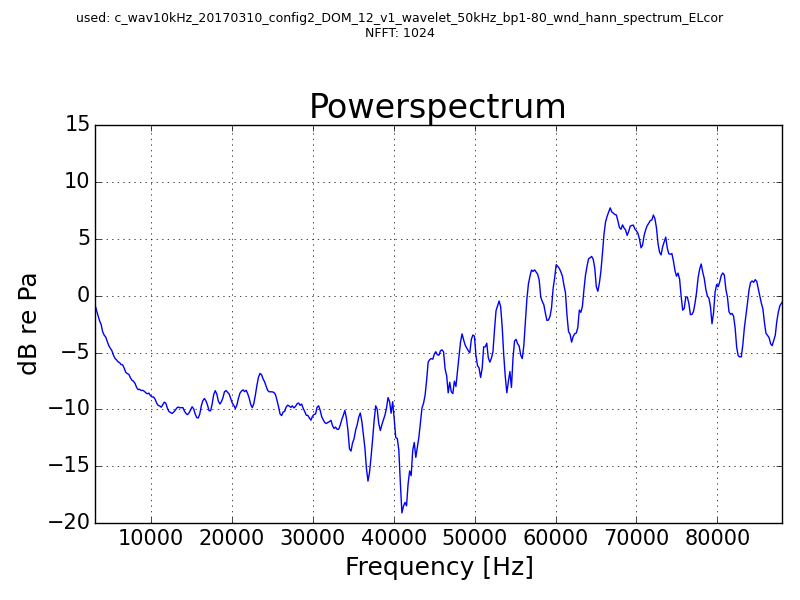 used: c_wav10kHz_20170310_config2_DOM_12_v1_wavelet_50kHz_bp1-80_wnd_hann_spectrum_ELcor
NFFT: 1024
Powerspectrum
15
10
5
0
−5
−10
−15
−20
dB re Pa
10000 20000 30000 40000 50000 60000 70000 80000
Frequency [Hz]